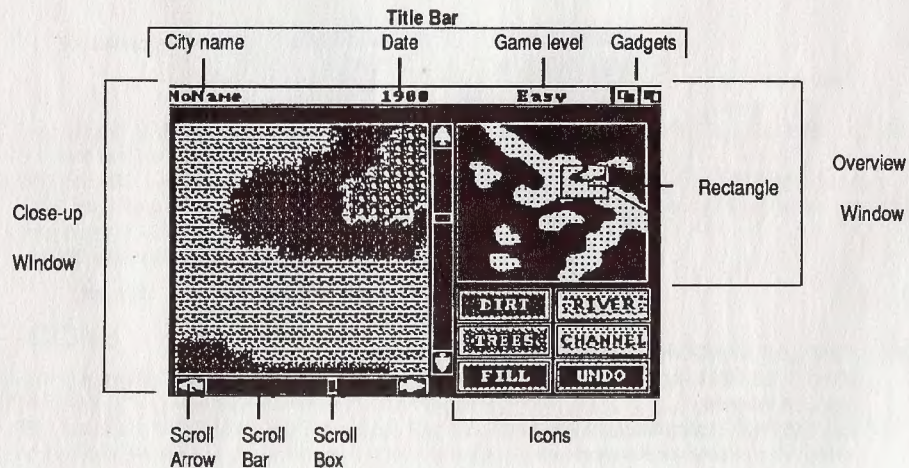 Title Bar
City name Date Game level Gadgets
NoName 1900 Easy
Close-up
WIndow
Rectangle
Overview
Window
DIRT RIVER
TREES CHANNEL
FILL UNDO
Scroll Arrow
Scroll Bar
Scroll Box
Icons